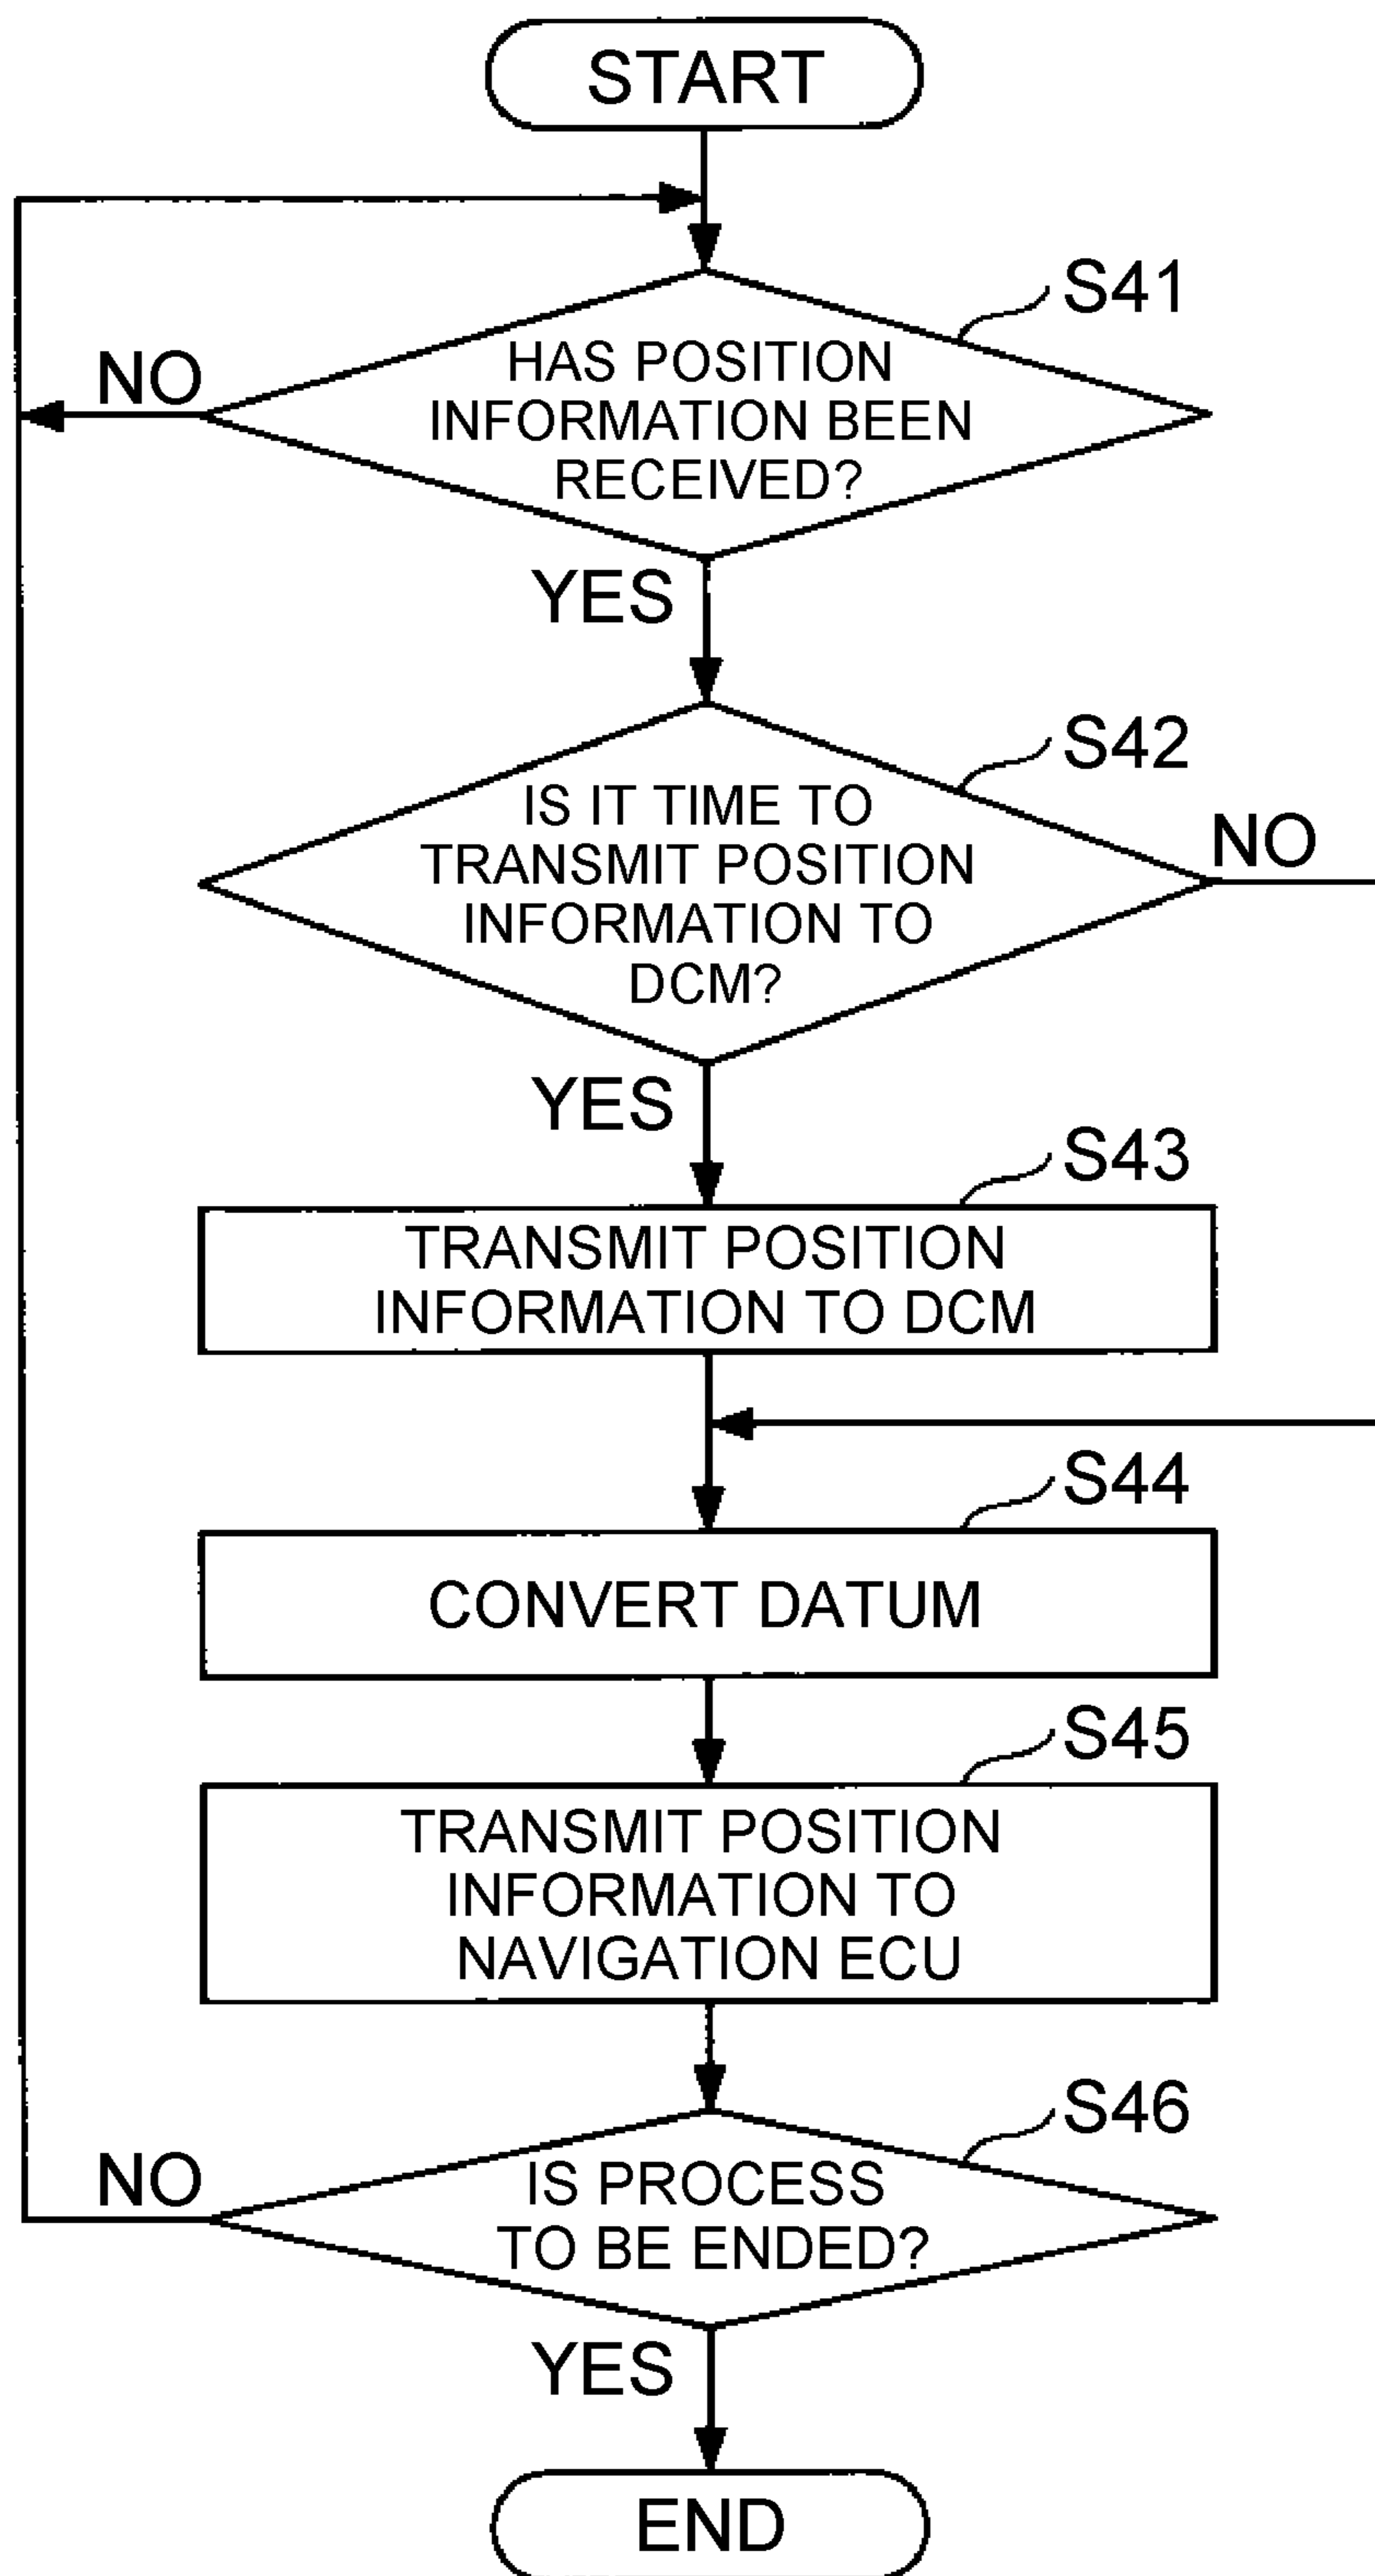 START
S41
HAS POSITION
INFORMATION BEEN
RECEIVED?
NO
YES
S42
IS IT TIME TO
TRANSMIT POSITION
INFORMATION TO
DCM?
NO
YES
S43
TRANSMIT POSITION
INFORMATION TO DCM
S44
CONVERT DATUM
S45
TRANSMIT POSITION
INFORMATION TO
NAVIGATION ECU
S46
IS PROCESS
TO BE ENDED?
NO
YES
END